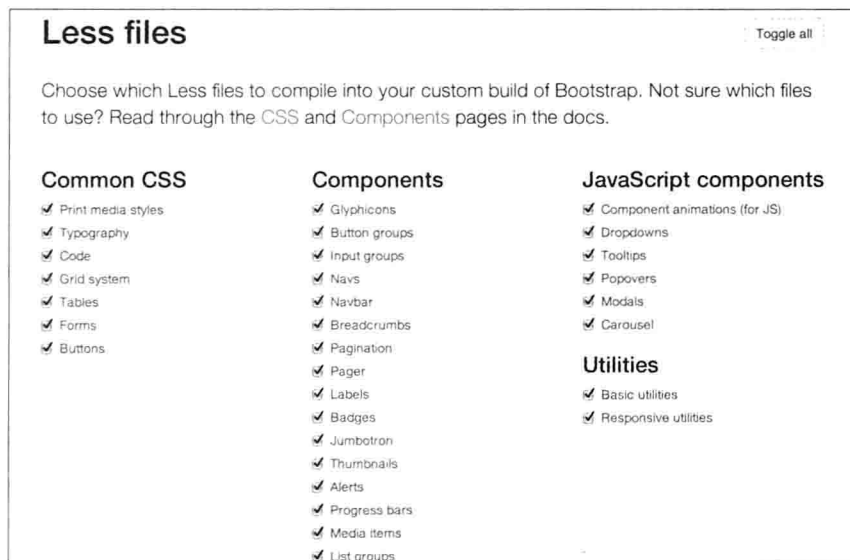 Less files
Toggle all
Choose which Less files to compile into your custom build of Bootstrap. Not sure which files
to use? Read through the CSS and Components pages in the docs.
Common CSS
Print media styles
Typography
Code
Grid system
Tables
Forms
Buttons
Components
Glyphicons
Button groups
Input groups
Navs
Navbar
Breadcrumbs
Pagination
Pager
Labels
Badges
Jumbotron
Thumbnails
Alerts
Progress bars
Media items
List groups
JavaScript components
Component animations (for JS)
Dropdowns
Tooltips
Popovers
Modals
Carousel
Utilities
Basic utilities
Responsive utilities